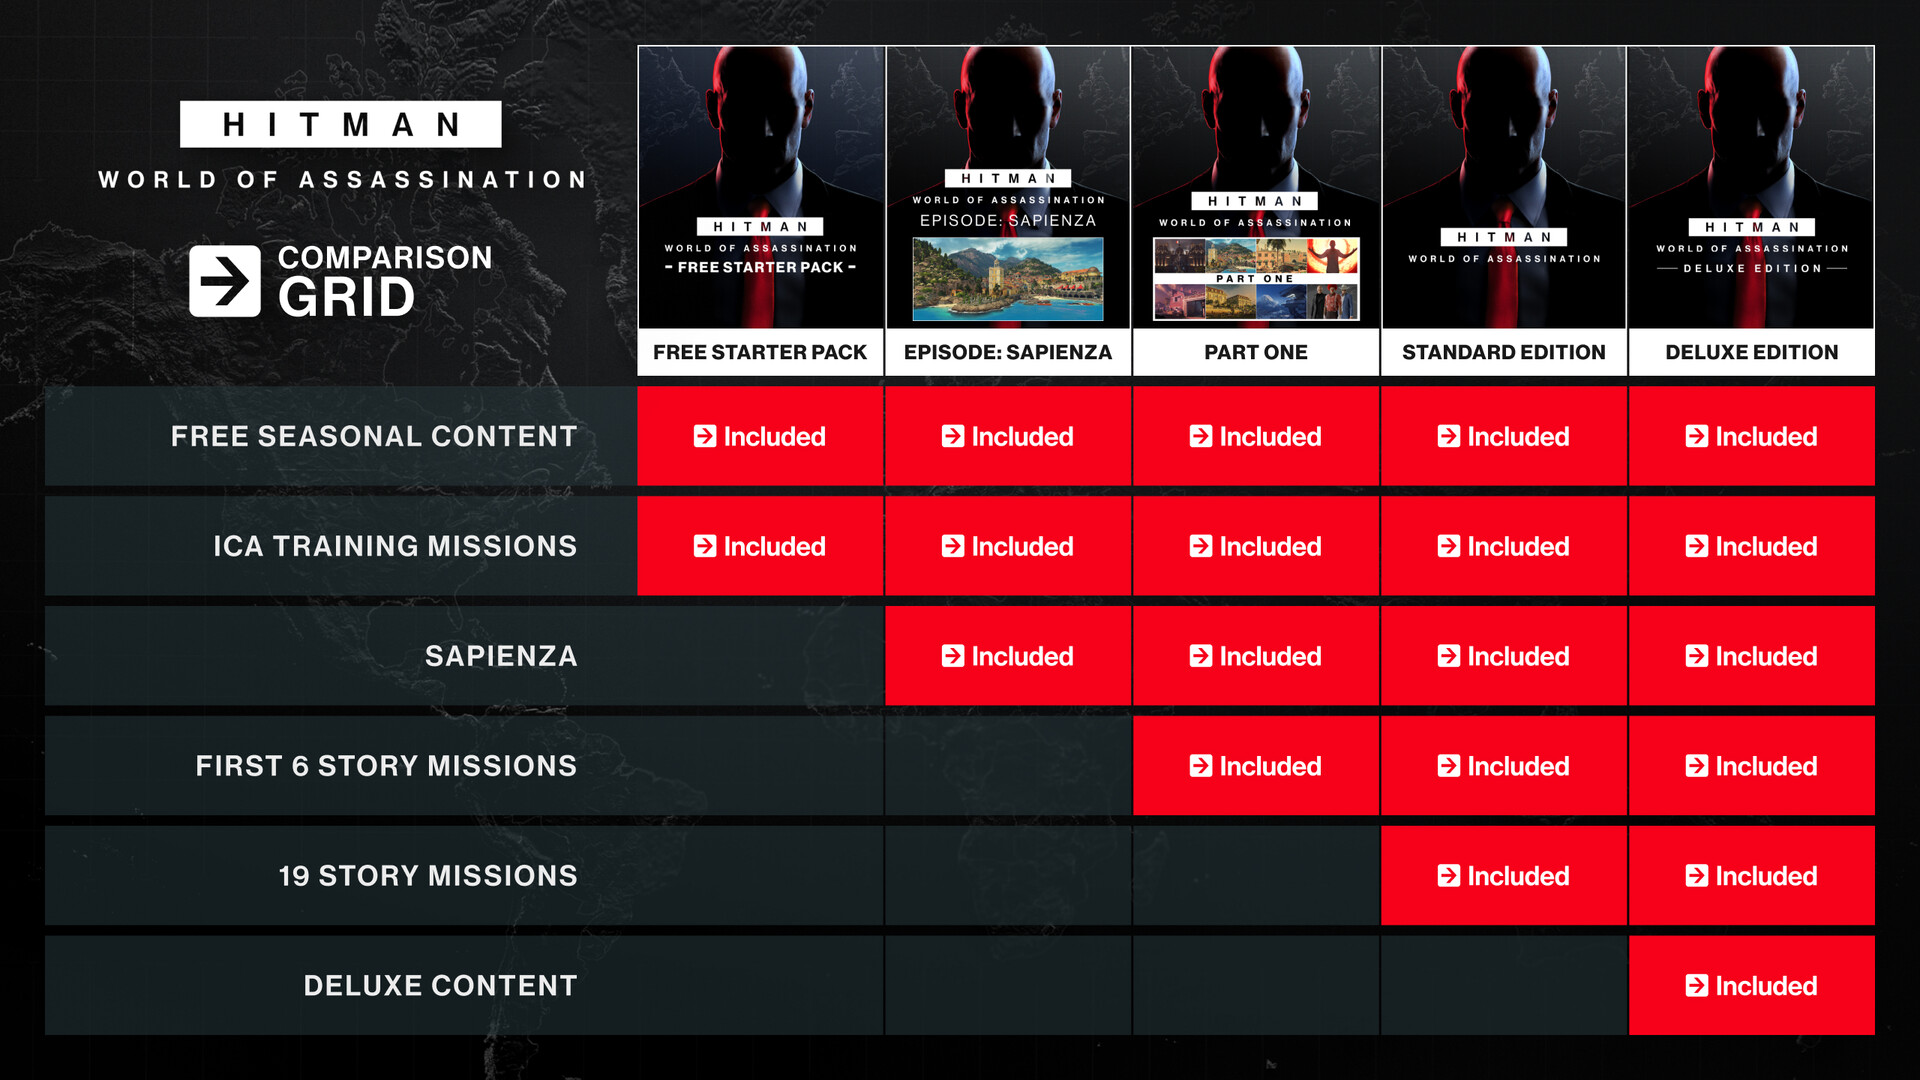 HITMAN
WORLD OF ASSASSINATION
COMPARISON
GRID
HITMAN
WORLD OF ASSASSINATION
- FREE STARTER PACK -
HITMAN
WORLD OF ASSASSINATION
EPISODE: SAPIENZA
HITMAN
WORLD OF ASSASSINATION
PART ONE
HITMAN
WORLD OF ASSASSINATION
HITMAN
WORLD OF ASSASSINATION
DELUXE EDITION
FREE STARTER PACK EPISODE: SAPIENZA PART ONE STANDARD EDITION DELUXE EDITION
FREE SEASONAL CONTENT Included Included Included Included Included
ICA TRAINING MISSIONS Included Included Included Included Included
SAPIENZA Included Included Included Included
FIRST 6 STORY MISSIONS Included Included Included
19 STORY MISSIONS Included Included
DELUXE CONTENT Included